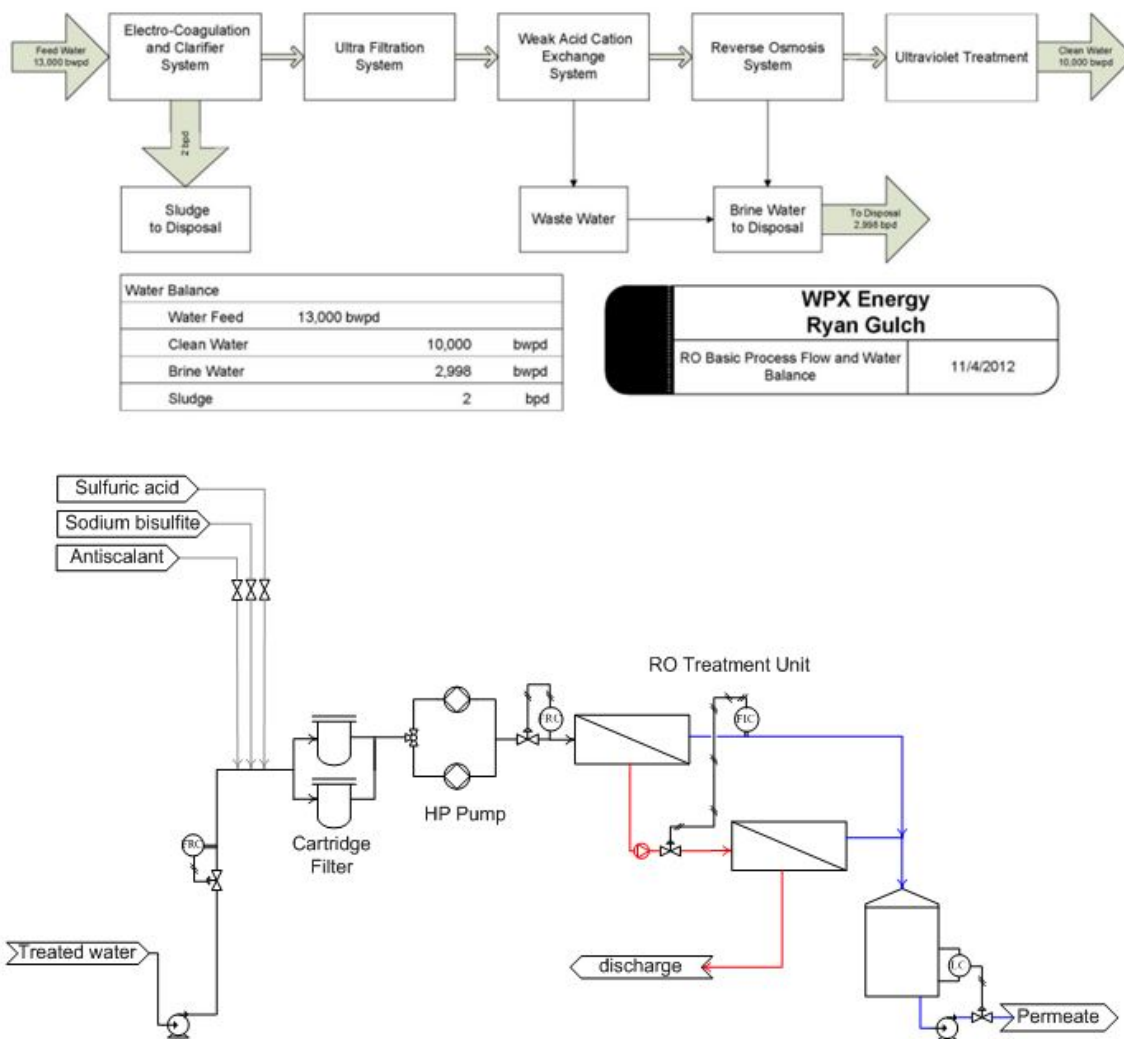 Feed Water
13,000 bwpd
Electro-Coagulation
and Clarifier
System
Ultra Filtration
System
Weak Acid Cation
Exchange
System
Reverse Osmosis
System
Ultraviolet Treatment
Clean Water
10,000 bwpd
2 bpd
Sludge
to Disposal
Waste Water
Brine Water
to Disposal
To Disposal
2,998 bpd
Water Balance
Water Feed 13,000 bwpd
Clean Water 10,000 bwpd
Brine Water 2,998 bwpd
Sludge 2 bpd
WPX Energy
Ryan Gulch
RO Basic Process Flow and Water
Balance
11/4/2012
Sulfuric acid
Sodium bisulfite
Antiscalant
RO Treatment Unit
FRC
FIC
HP Pump
Cartridge
Filter
FRC
Treated water
discharge
LC
Permeate